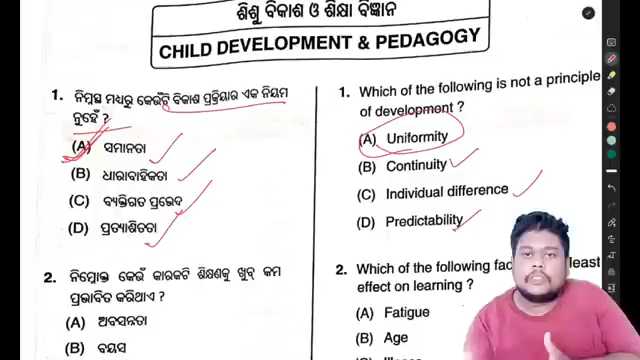 ଶିଶୁ ବିକାଶ ଓ ଶିକ୍ଷା ବିଜ୍ଞାନ
CHILD DEVELOPMENT & PEDAGOGY
1. ନିମ୍ନସ୍ଥ ମଧ୍ୟରୁ କେଉଁଟି ବିକାଶ ପ୍ରକ୍ରିୟାର ଏକ ନିୟମ
ନୁହେଁ ?
(A) ସମାନତା
(B) ଧାରାବାହିକତା
(C) ବ୍ୟକ୍ତିଗତ ପ୍ରଭେଦ
(D) ପ୍ରତ୍ୟାଶିତତା
2. ନିମ୍ନୋକ୍ତ କେଉଁ କାରକଟି ଶିକ୍ଷଣକୁ ଖୁବ୍ କମ
ପ୍ରଭାବିତ କରିଥାଏ ?
(A) ଅବସନ୍ନତା
(B) ବୟସ
1. Which of the following is not a principle
of development ?
(A) Uniformity
(B) Continuity
(C) Individual difference
(D) Predictability
2. Which of the following least
effect on learning ?
(A) Fatigue
(B) Age